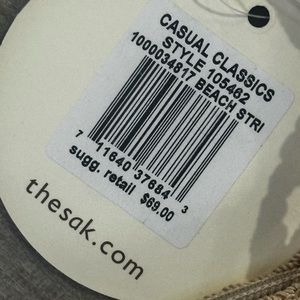 CASUAL CLASSICS
STYLE 105462
1000034817 BEACH STRI
7 11640 37684 3
sugg. retail $69.00
thesak.com